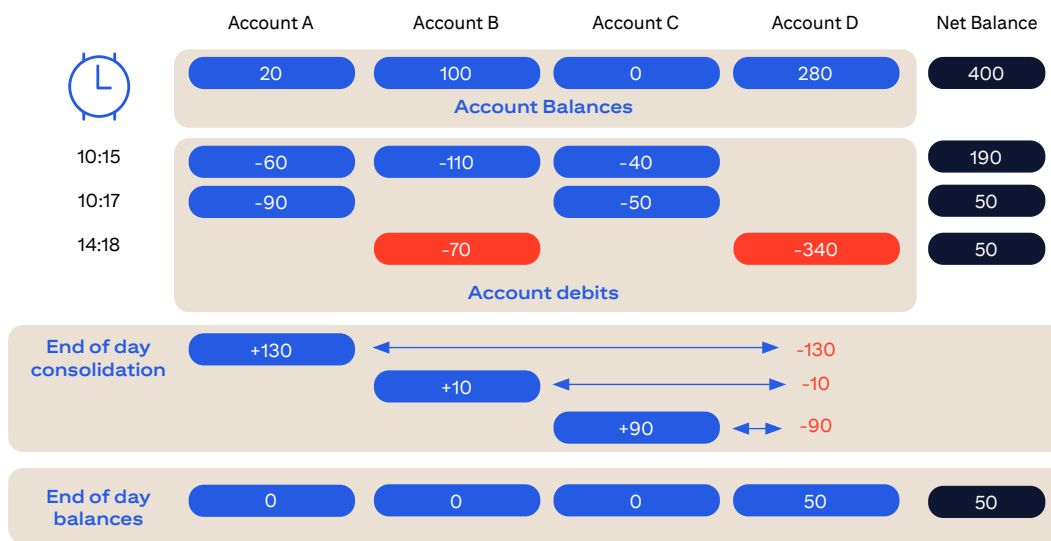 Account A Account B Account C Account D Net Balance
20 100 0 280 400
Account Balances
10:15 -60 -110 -40 190
10:17 -90 -50 50
14:18 -70 -340 50
Account debits
End of day
consolidation
+130 -130
+10 -10
+90 -90
End of day
balances
0 0 0 50 50